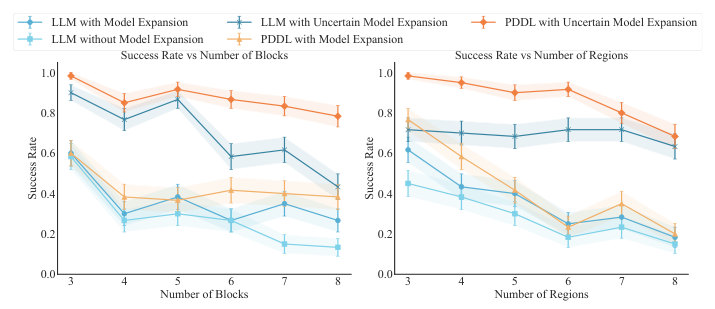 LLM with Model Expansion LLM with Uncertain Model Expansion PDDL with Uncertain Model Expansion
LLM without Model Expansion PDDL with Model Expansion
Success Rate vs Number of Blocks
1.0
0.8
0.6
0.4
0.2
0.0
Success Rate
3 4 5 6 7 8
Number of Blocks
Success Rate vs Number of Regions
1.0
0.8
0.6
0.4
0.2
0.0
Success Rate
3 4 5 6 7 8
Number of Regions